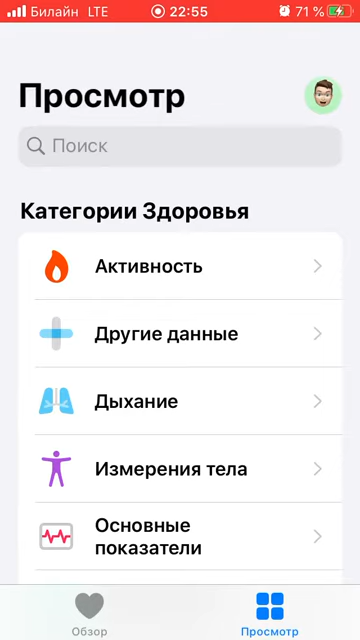 Билайн LTE 22:55 71 %
Просмотр
Поиск
Категории Здоровья
Активность
Другие данные
Дыхание
Измерения тела
Основные
показатели
Обзор Просмотр